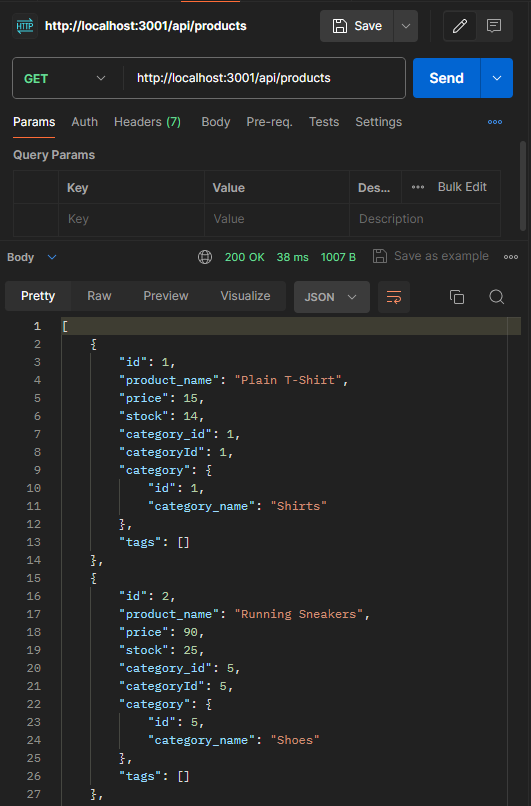 HTTP http://localhost:3001/api/products Save
GET http://localhost:3001/api/products Send
Params Auth Headers (7) Body Pre-req. Tests Settings
Query Params
Key Value Des... Bulk Edit
Key Value Description
Body 200 OK 38 ms 1007 B Save as example
Pretty Raw Preview Visualize JSON
1 [
2 {
3 "id": 1,
4 "product_name": "Plain T-Shirt",
5 "price": 15,
6 "stock": 14,
7 "category_id": 1,
8 "categoryId": 1,
9 "category": {
10 "id": 1,
11 "category_name": "Shirts"
12 },
13 "tags": []
14 },
15 {
16 "id": 2,
17 "product_name": "Running Sneakers",
18 "price": 90,
19 "stock": 25,
20 "category_id": 5,
21 "categoryId": 5,
22 "category": {
23 "id": 5,
24 "category_name": "Shoes"
25 },
26 "tags": []
27 },